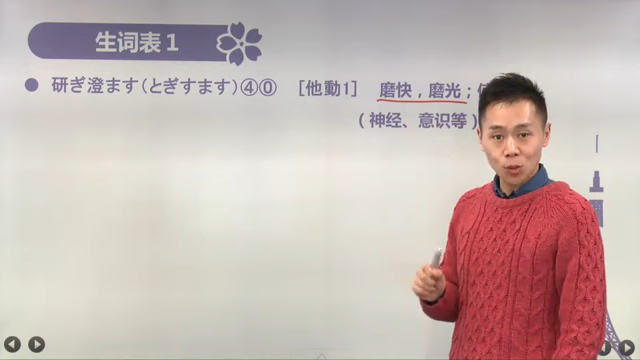 生词表1
● 研ぎ澄ます（とぎすます）④⓪ ［他動1］ 磨快，磨光；
（神经、意识等）